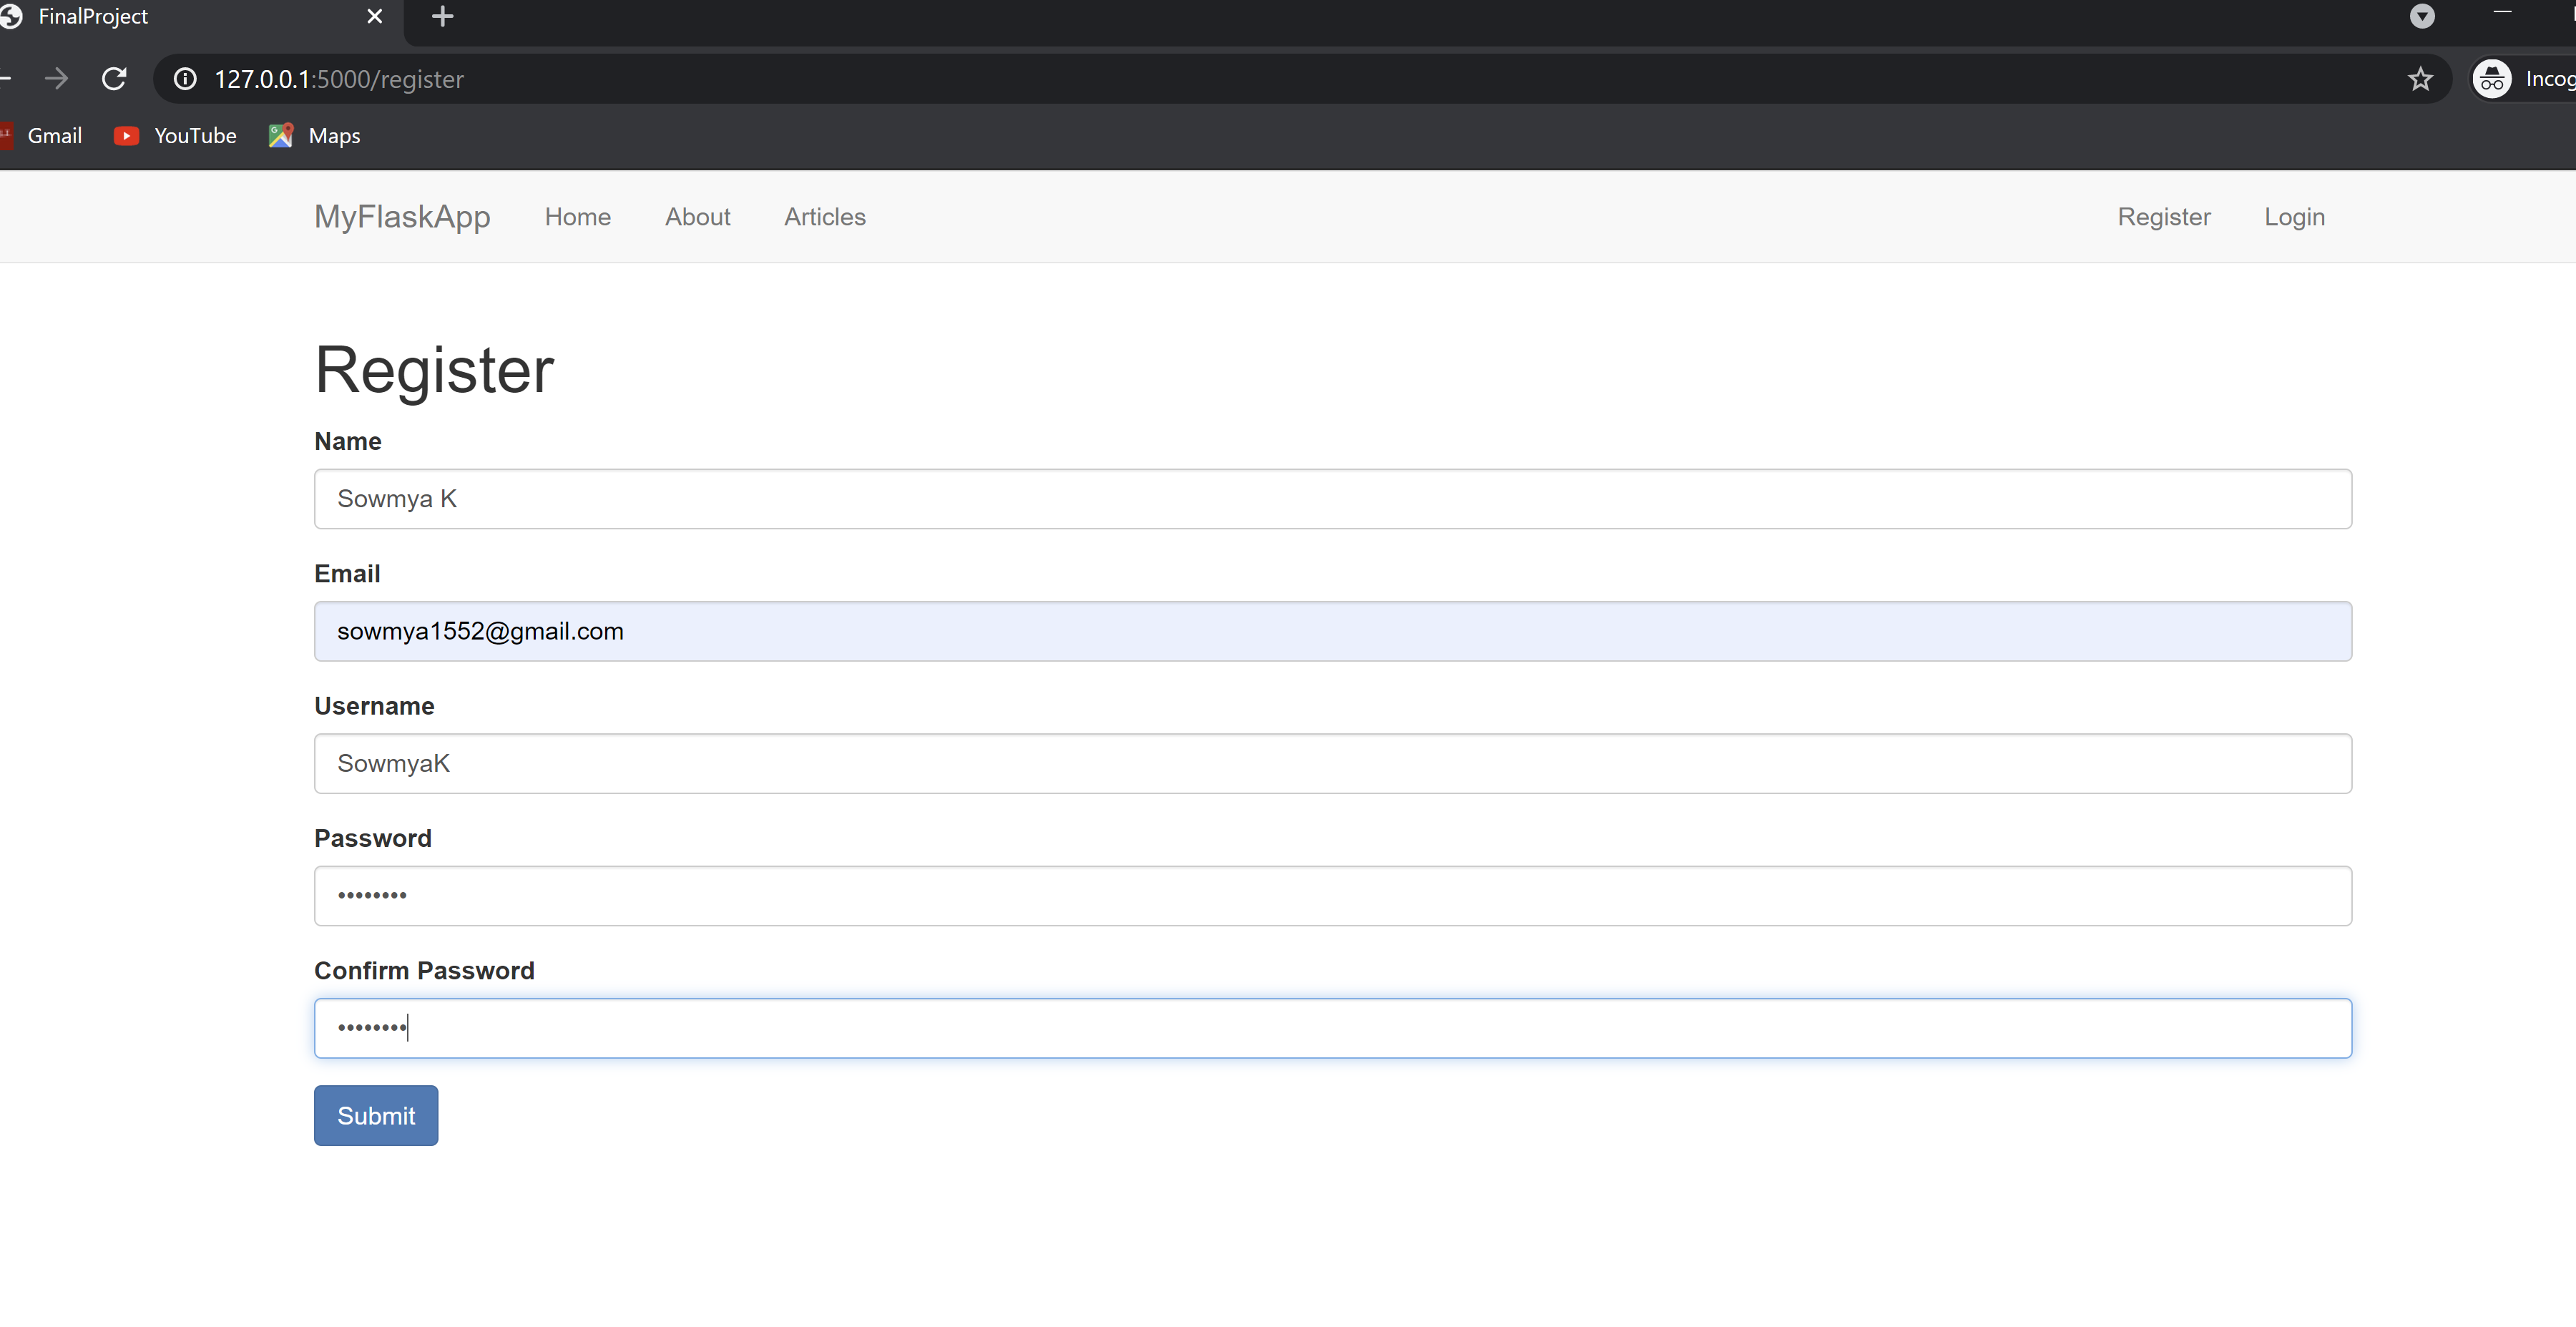 FinalProject
127.0.0.1:5000/register
Incog
Gmail YouTube Maps
MyFlaskApp Home About Articles Register Login
Register
Name
Sowmya K
Email
sowmya1552@gmail.com
Username
SowmyaK
Password
••••••••
Confirm Password
••••••••
Submit